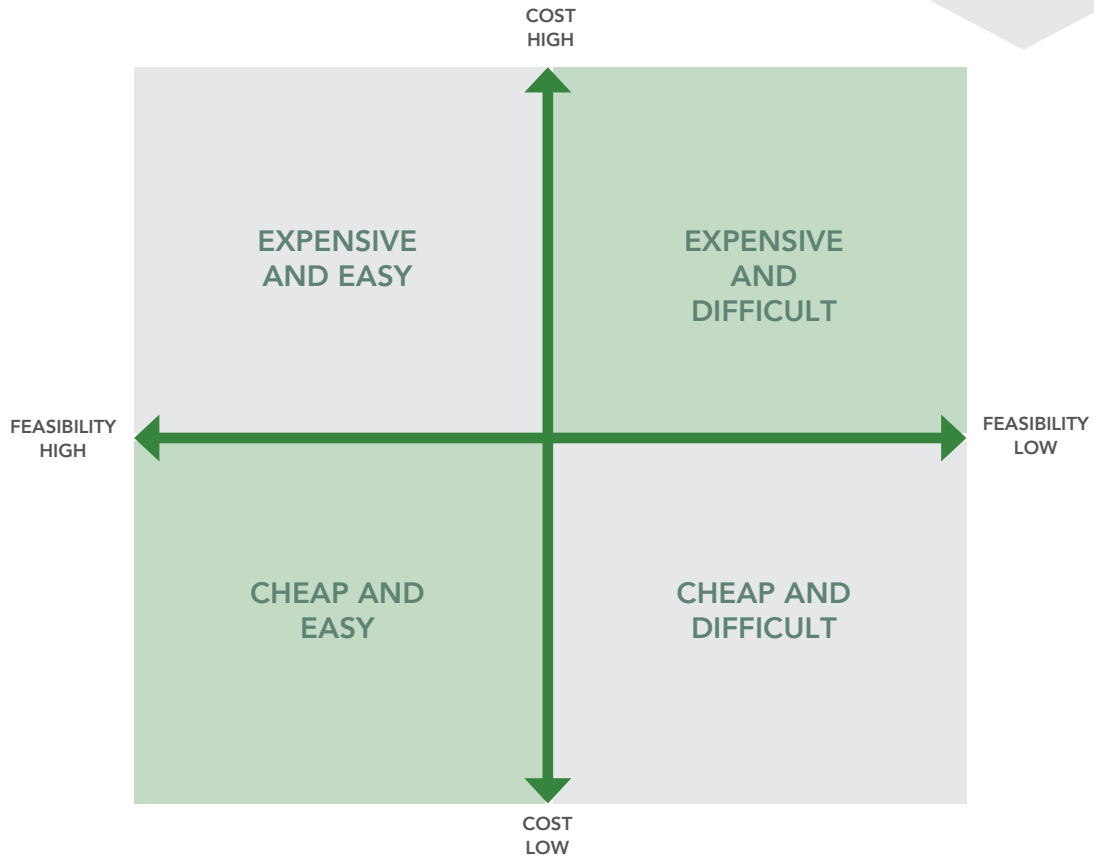 COST
HIGH
EXPENSIVE
AND EASY
EXPENSIVE
AND
DIFFICULT
FEASIBILITY
HIGH
FEASIBILITY
LOW
CHEAP AND
EASY
CHEAP AND
DIFFICULT
COST
LOW